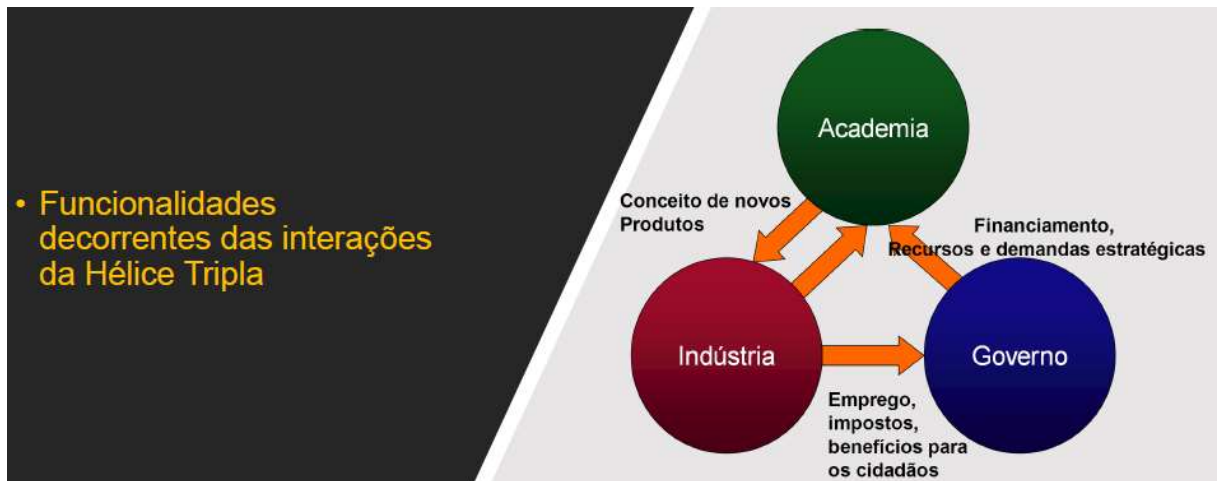 • Funcionalidades
decorrentes das interações
da Hélice Tripla
Academia
Conceito de novos
Produtos
Financiamento,
Recursos e demandas estratégicas
Indústria
Governo
Emprego,
impostos,
benefícios para
os cidadãos